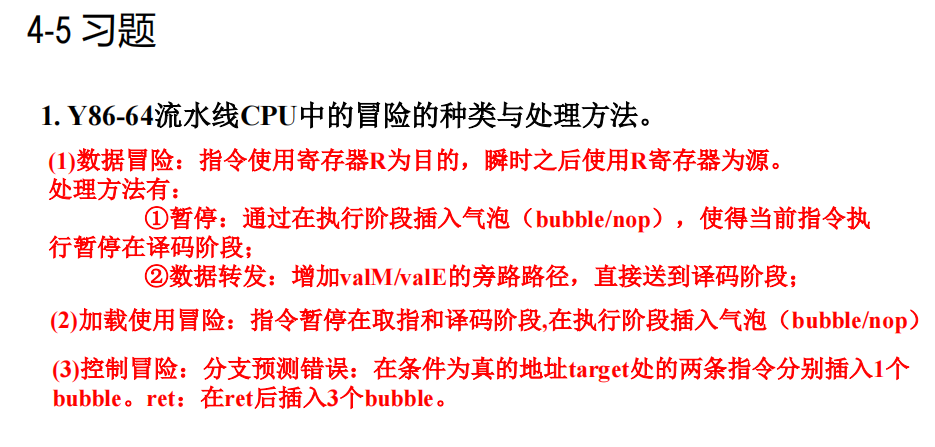 4-5 习题
1. Y86-64流水线CPU中的冒险的种类与处理方法。
(1)数据冒险：指令使用寄存器R为目的，瞬时之后使用R寄存器为源。
处理方法有：
①暂停：通过在执行阶段插入气泡（bubble/nop），使得当前指令执
行暂停在译码阶段；
②数据转发：增加valM/valE的旁路路径，直接送到译码阶段；
(2)加载使用冒险：指令暂停在取指和译码阶段,在执行阶段插入气泡（bubble/nop）
(3)控制冒险：分支预测错误：在条件为真的地址target处的两条指令分别插入1个
bubble。ret：在ret后插入3个bubble。